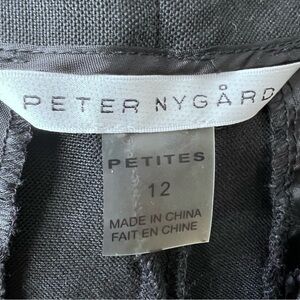 PETER NYGÅRD
PETITES
12
MADE IN CHINA
FAIT EN CHINE